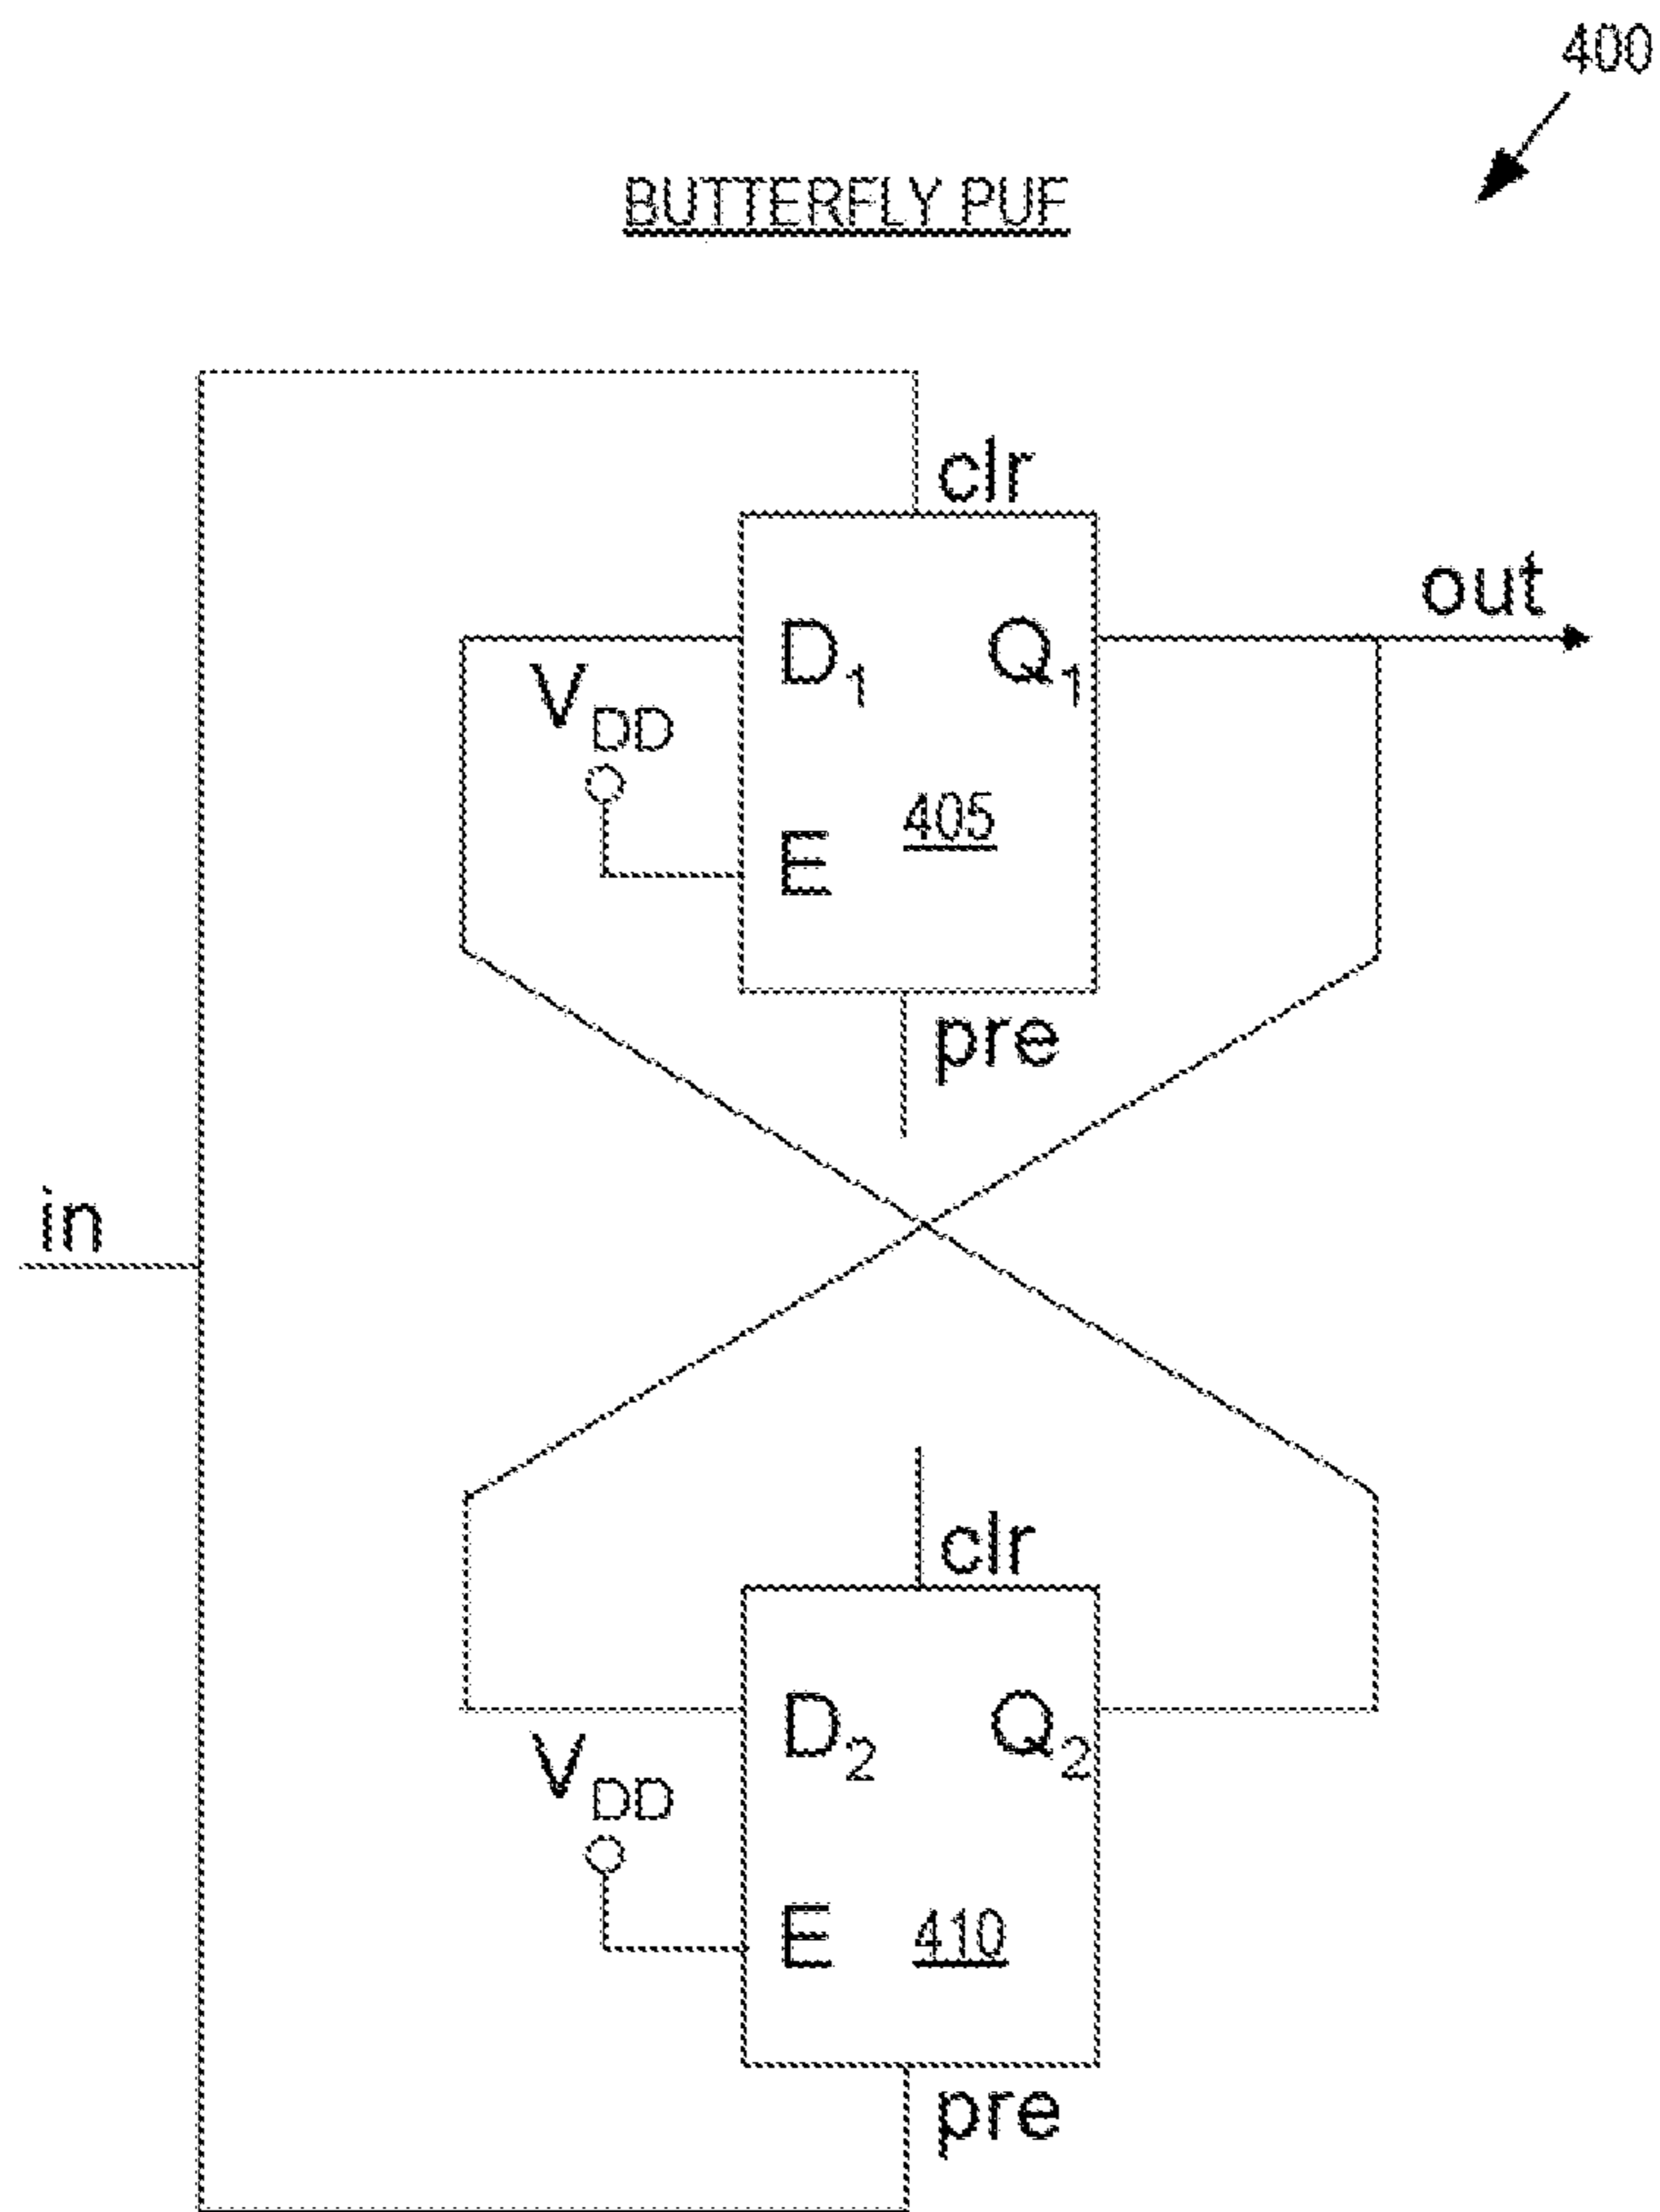 400
BUTTERFLY PUF
clr
out
D1 Q1
VDD
405
E
pre
in
clr
D2 Q2
VDD
E 410
pre